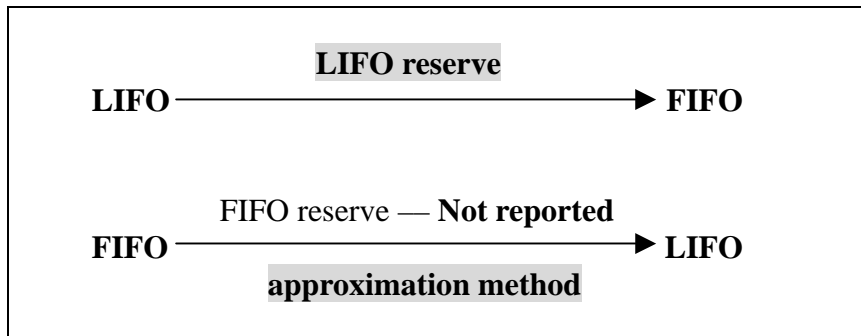 LIFO reserve
LIFO FIFO
FIFO reserve — Not reported
FIFO LIFO
approximation method